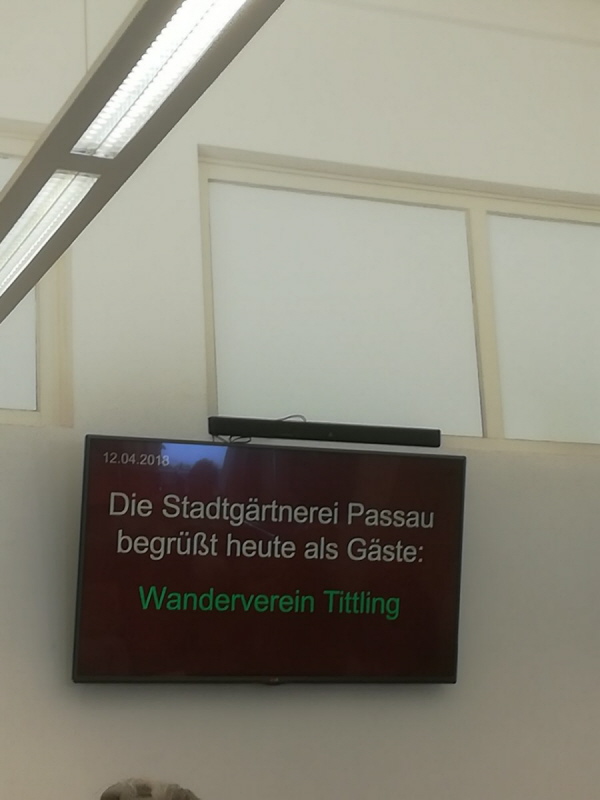 12.04.2018
Die Stadtgärtnerei Passau
begrüßt heute als Gäste:
Wanderverein Tittling